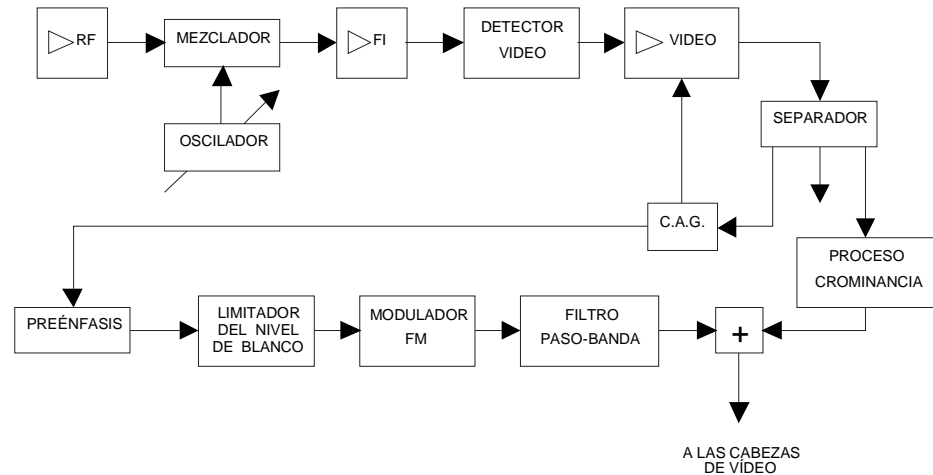 RF
MEZCLADOR
FI
DETECTOR
VIDEO
VIDEO
OSCILADOR
SEPARADOR
C.A.G.
PROCESO
CROMINANCIA
PREÉNFASIS
LIMITADOR
DEL NIVEL
DE BLANCO
MODULADOR
FM
FILTRO
PASO-BANDA
+
A LAS CABEZAS
DE VÍDEO